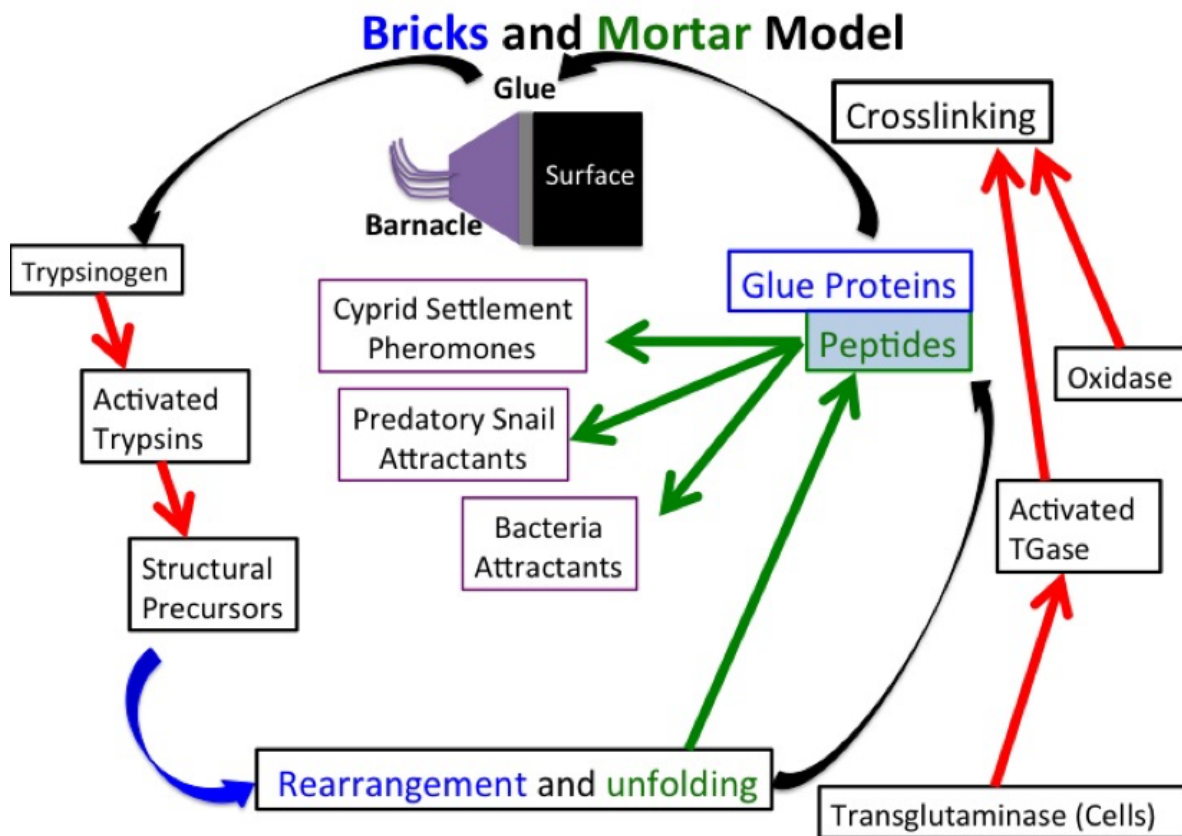 Bricks and Mortar Model
Glue
Surface
Barnacle
Crosslinking
Trypsinogen
Glue Proteins
Peptides
Cyprid Settlement
Pheromones
Oxidase
Activated
Trypsins
Predatory Snail
Attractants
Activated
TGase
Bacteria
Attractants
Structural
Precursors
Rearrangement and unfolding
Transglutaminase (Cells)